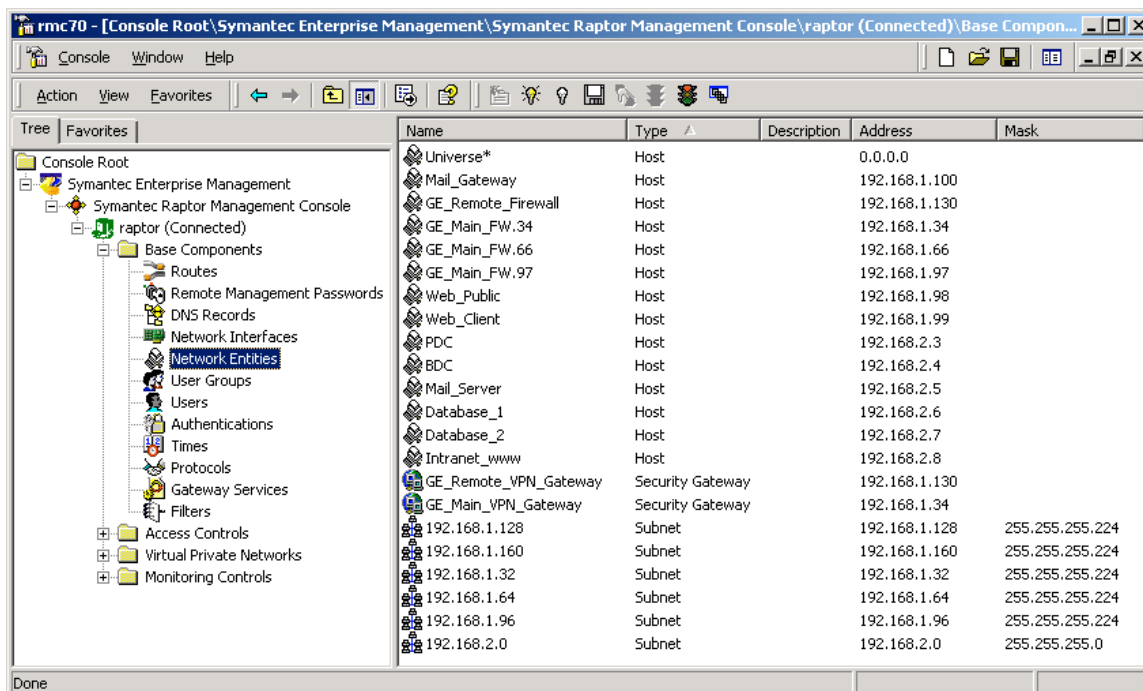 rmc70 - [Console Root\Symantec Enterprise Management\Symantec Raptor Management Console\raptor (Connected)\Base Compon...
Console Window Help
Action View Favorites
Tree Favorites
Console Root
Symantec Enterprise Management
Symantec Raptor Management Console
raptor (Connected)
Base Components
Routes
Remote Management Passwords
DNS Records
Network Interfaces
Network Entities
User Groups
Users
Authentications
Times
Protocols
Gateway Services
Filters
Access Controls
Virtual Private Networks
Monitoring Controls
Name Type Description Address Mask
Universe* Host 0.0.0.0
Mail_Gateway Host 192.168.1.100
GE_Remote_Firewall Host 192.168.1.130
GE_Main_FW.34 Host 192.168.1.34
GE_Main_FW.66 Host 192.168.1.66
GE_Main_FW.97 Host 192.168.1.97
Web_Public Host 192.168.1.98
Web_Client Host 192.168.1.99
PDC Host 192.168.2.3
BDC Host 192.168.2.4
Mail_Server Host 192.168.2.5
Database_1 Host 192.168.2.6
Database_2 Host 192.168.2.7
Intranet_www Host 192.168.2.8
GE_Remote_VPN_Gateway Security Gateway 192.168.1.130
GE_Main_VPN_Gateway Security Gateway 192.168.1.34
192.168.1.128 Subnet 192.168.1.128 255.255.255.224
192.168.1.160 Subnet 192.168.1.160 255.255.255.224
192.168.1.32 Subnet 192.168.1.32 255.255.255.224
192.168.1.64 Subnet 192.168.1.64 255.255.255.224
192.168.1.96 Subnet 192.168.1.96 255.255.255.224
192.168.2.0 Subnet 192.168.2.0 255.255.255.0
Done